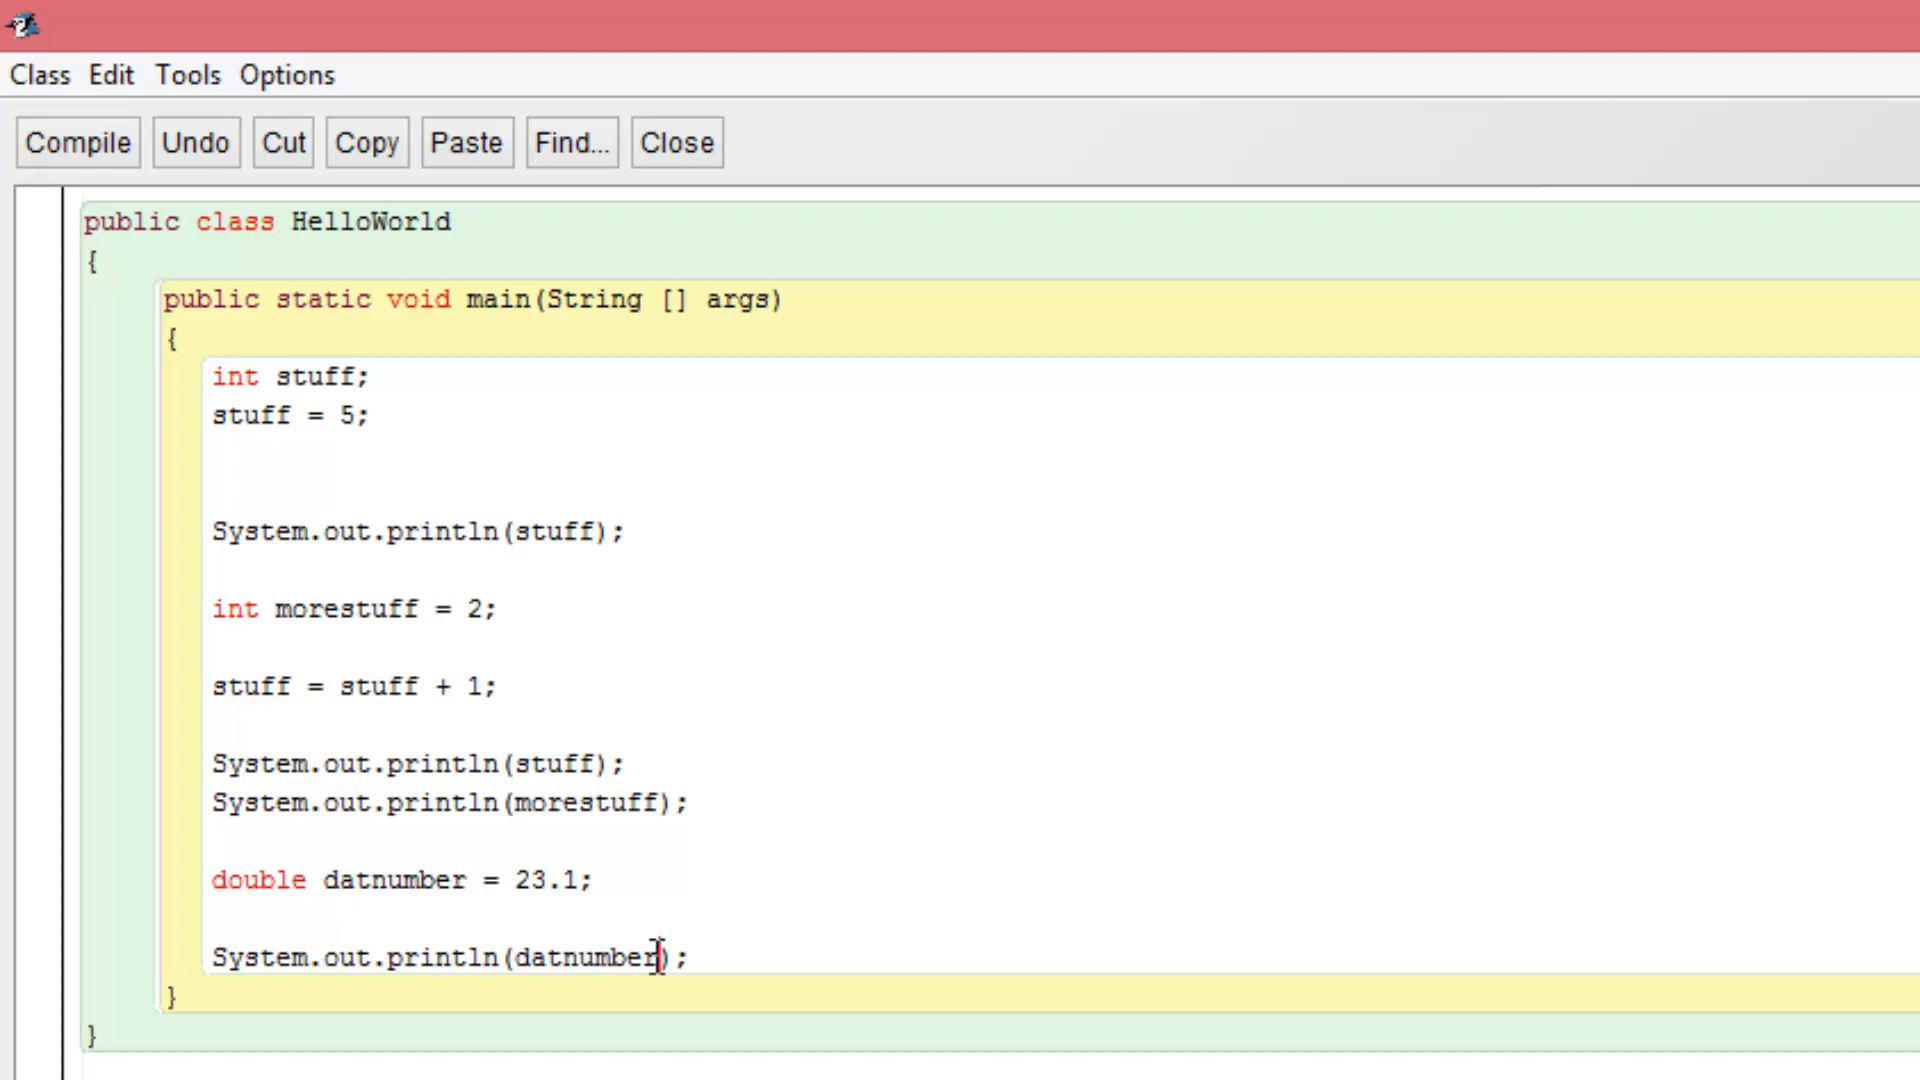 Class Edit Tools Options
Compile Undo Cut Copy Paste Find... Close
public class HelloWorld
{
public static void main(String [] args)
{
int stuff;
stuff = 5;
System.out.println(stuff);
int morestuff = 2;
stuff = stuff + 1;
System.out.println(stuff);
System.out.println(morestuff);
double datnumber = 23.1;
System.out.println(datnumber);
}
}